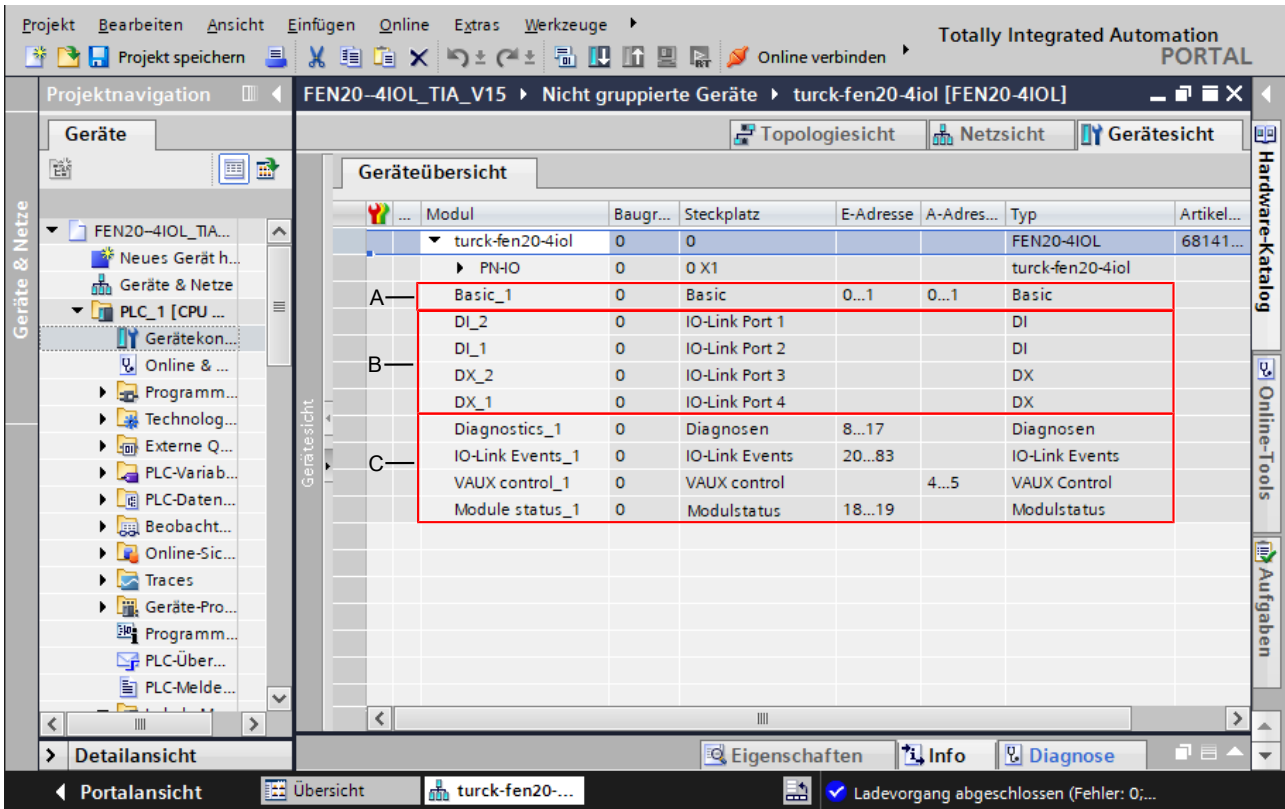 Projekt Bearbeiten Ansicht Einfügen Online Extras Werkzeuge
Totally Integrated Automation
PORTAL
Projekt speichern Online verbinden
Projektnavigation
FEN20--4IOL_TIA_V15 Nicht gruppierte Geräte turck-fen20-4iol [FEN20-4IOL]
Geräte
Topologiesicht Netzsicht Gerätesicht
Geräteübersicht
... Modul Baugr... Steckplatz E-Adresse A-Adres... Typ Artikel...
turck-fen20-4iol 0 0 FEN20-4IOL 68141...
PN-IO 0 0 X1 turck-fen20-4iol
A Basic_1 0 Basic 0...1 0...1 Basic
DI_2 0 IO-Link Port 1 DI
DI_1 0 IO-Link Port 2 DI
B
DX_2 0 IO-Link Port 3 DX
DX_1 0 IO-Link Port 4 DX
Diagnostics_1 0 Diagnosen 8...17 Diagnosen
C IO-Link Events_1 0 IO-Link Events 20...83 IO-Link Events
VAUX control_1 0 VAUX control 4...5 VAUX Control
Module status_1 0 Modulstatus 18...19 Modulstatus
FEN20--4IOL_TIA...
Neues Gerät h...
Geräte & Netze
PLC_1 [CPU ...
Gerätekon...
Online & ...
Programm...
Technolog...
Externe Q...
PLC-Variab...
PLC-Daten...
Beobacht...
Online-Sic...
Traces
Geräte-Pro...
Programm...
PLC-Über...
PLC-Melde...
Geräte & Netze
Gerätesicht
Hardware-Katalog
Online-Tools
Aufgaben
Detailansicht
Eigenschaften Info Diagnose
Portalansicht Übersicht turck-fen20-... Ladevorgang abgeschlossen (Fehler: 0;...